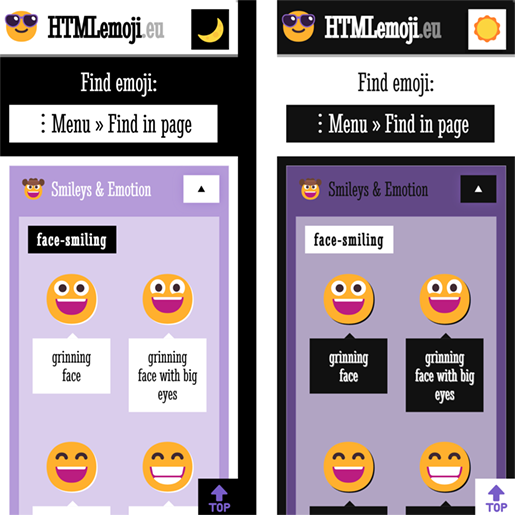 HTMLemoji.eu
Find emoji:
⋮ Menu » Find in page
Smileys & Emotion
▲
face-smiling
grinning
face
grinning
face with big
eyes
TOP
HTMLemoji.eu
Find emoji:
⋮ Menu » Find in page
Smileys & Emotion
▲
face-smiling
grinning
face
grinning
face with big
eyes
TOP